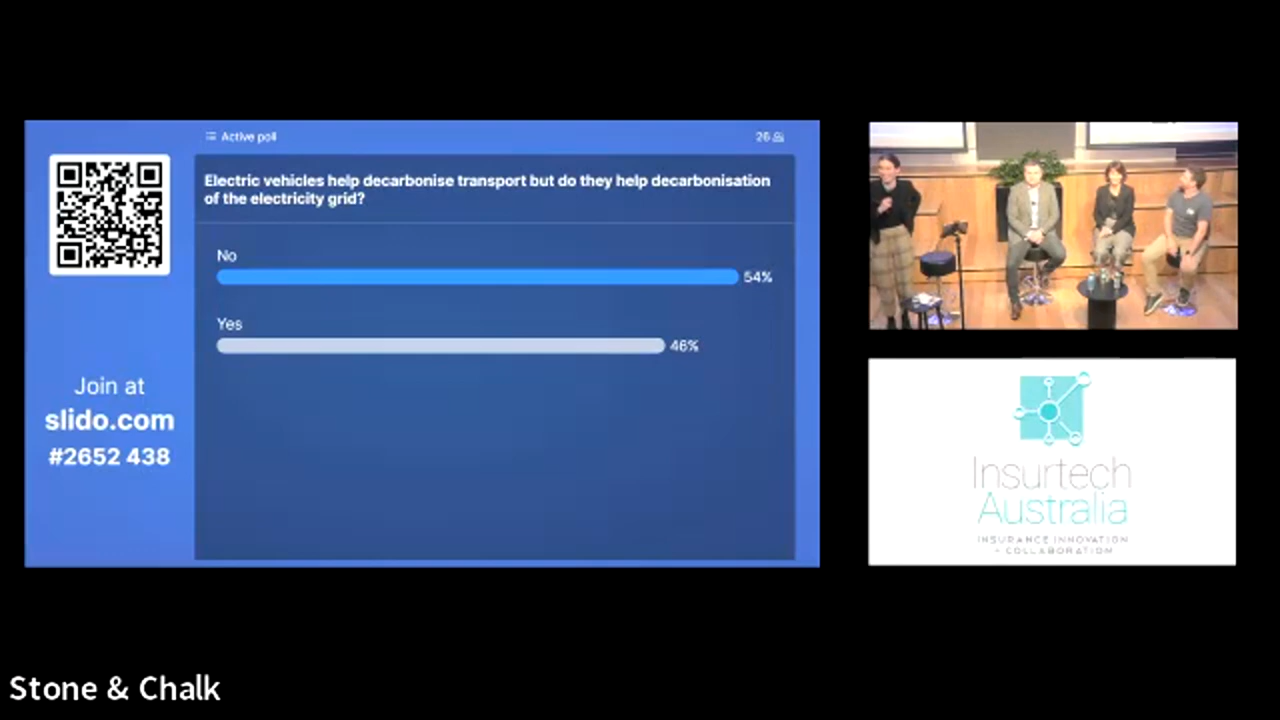 Active poll
26
Electric vehicles help decarbonise transport but do they help decarbonisation
of the electricity grid?
No
54%
Yes
46%
Join at
slido.com
#2652 438
Insurtech
Australia
INSURANCE INNOVATION
+ COLLABORATION
Stone & Chalk